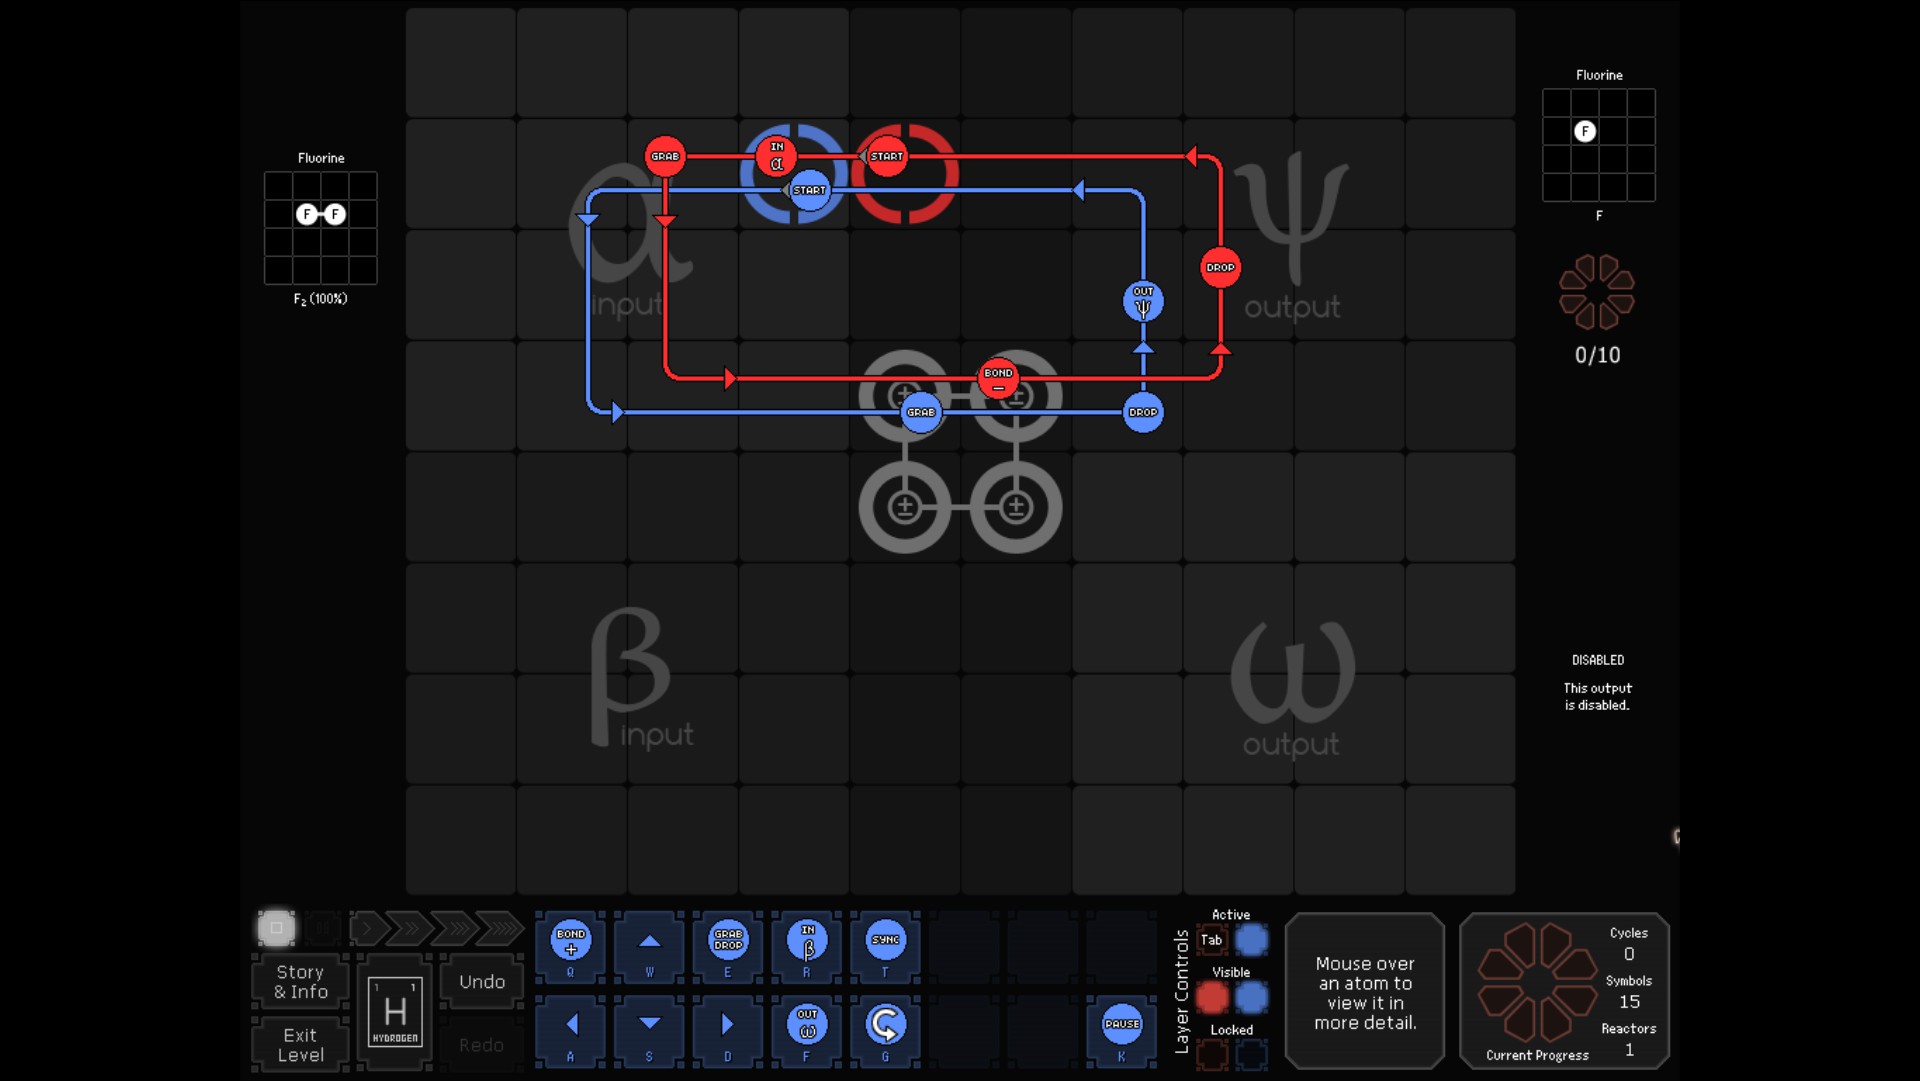 Fluorine
F F
F₂ (100%)
GRAB
IN
α
START
START
α
input
Ψ
output
DROP
OUT
Ψ
BOND
−
GRAB
DROP
±
±
±
±
β
input
ω
output
Fluorine
F
F
0/10
DISABLED
This output
is disabled.
Story
& Info
Exit
Level
1 1
H
HYDROGEN
Undo
Redo
BOND
+
Q
W
GRAB
DROP
E
IN
β
R
SYNC
T
A
S
D
OUT
ω
F
G
PAUSE
K
Layer Controls
Active
Tab
Visible
Locked
Mouse over
an atom to
view it in
more detail.
Cycles
0
Symbols
15
Reactors
1
Current Progress